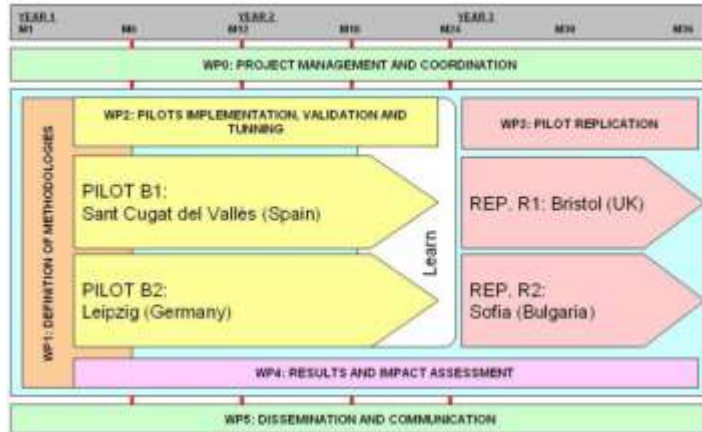 YEAR 1 YEAR 2 YEAR 3
M1 M6 M12 M18 M24 M30 M36
WP0: PROJECT MANAGEMENT AND COORDINATION
WP1: DEFINITION OF METHODOLOGIES
WP2: PILOTS IMPLEMENTATION, VALIDATION AND
TUNNING
WP3: PILOT REPLICATION
PILOT B1:
Sant Cugat del Vallés (Spain)
REP. R1: Bristol (UK)
Learn
PILOT B2:
Leipzig (Germany)
REP. R2:
Sofia (Bulgaria)
WP4: RESULTS AND IMPACT ASSESSMENT
WP5: DISSEMINATION AND COMMUNICATION